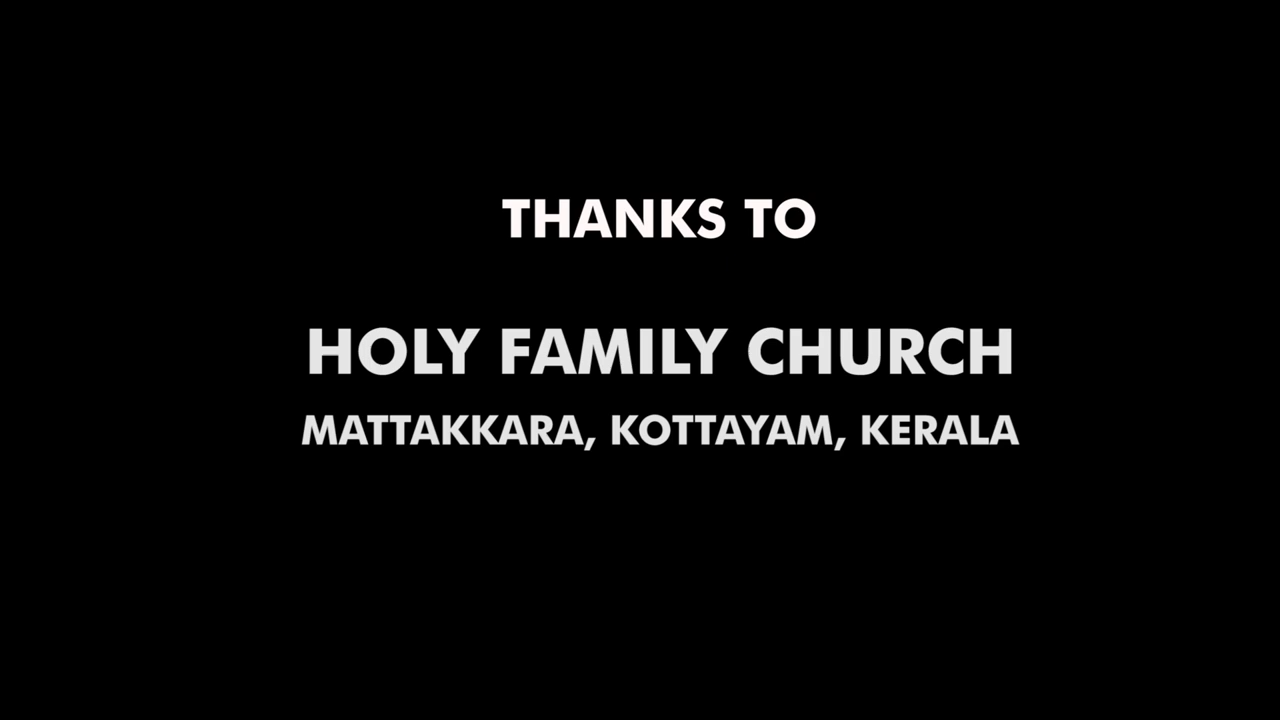 THANKS TO
HOLY FAMILY CHURCH
MATTAKKARA, KOTTAYAM, KERALA